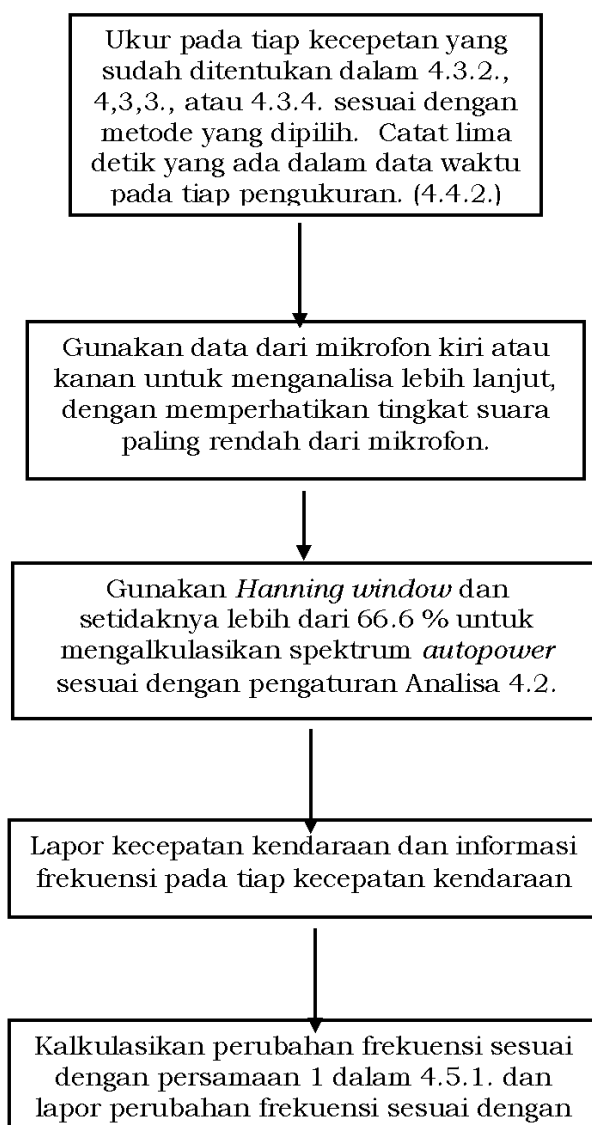 Ukur pada tiap kecepetan yang
sudah ditentukan dalam 4.3.2.,
4,3,3., atau 4.3.4. sesuai dengan
metode yang dipilih. Catat lima
detik yang ada dalam data waktu
pada tiap pengukuran. (4.4.2.)
Gunakan data dari mikrofon kiri atau
kanan untuk menganalisa lebih lanjut,
dengan memperhatikan tingkat suara
paling rendah dari mikrofon.
Gunakan Hanning window dan
setidaknya lebih dari 66.6 % untuk
mengalkulasikan spektrum autopower
sesuai dengan pengaturan Analisa 4.2.
Lapor kecepatan kendaraan dan informasi
frekuensi pada tiap kecepatan kendaraan
Kalkulasikan perubahan frekuensi sesuai
dengan persamaan 1 dalam 4.5.1. dan
lapor perubahan frekuensi sesuai dengan